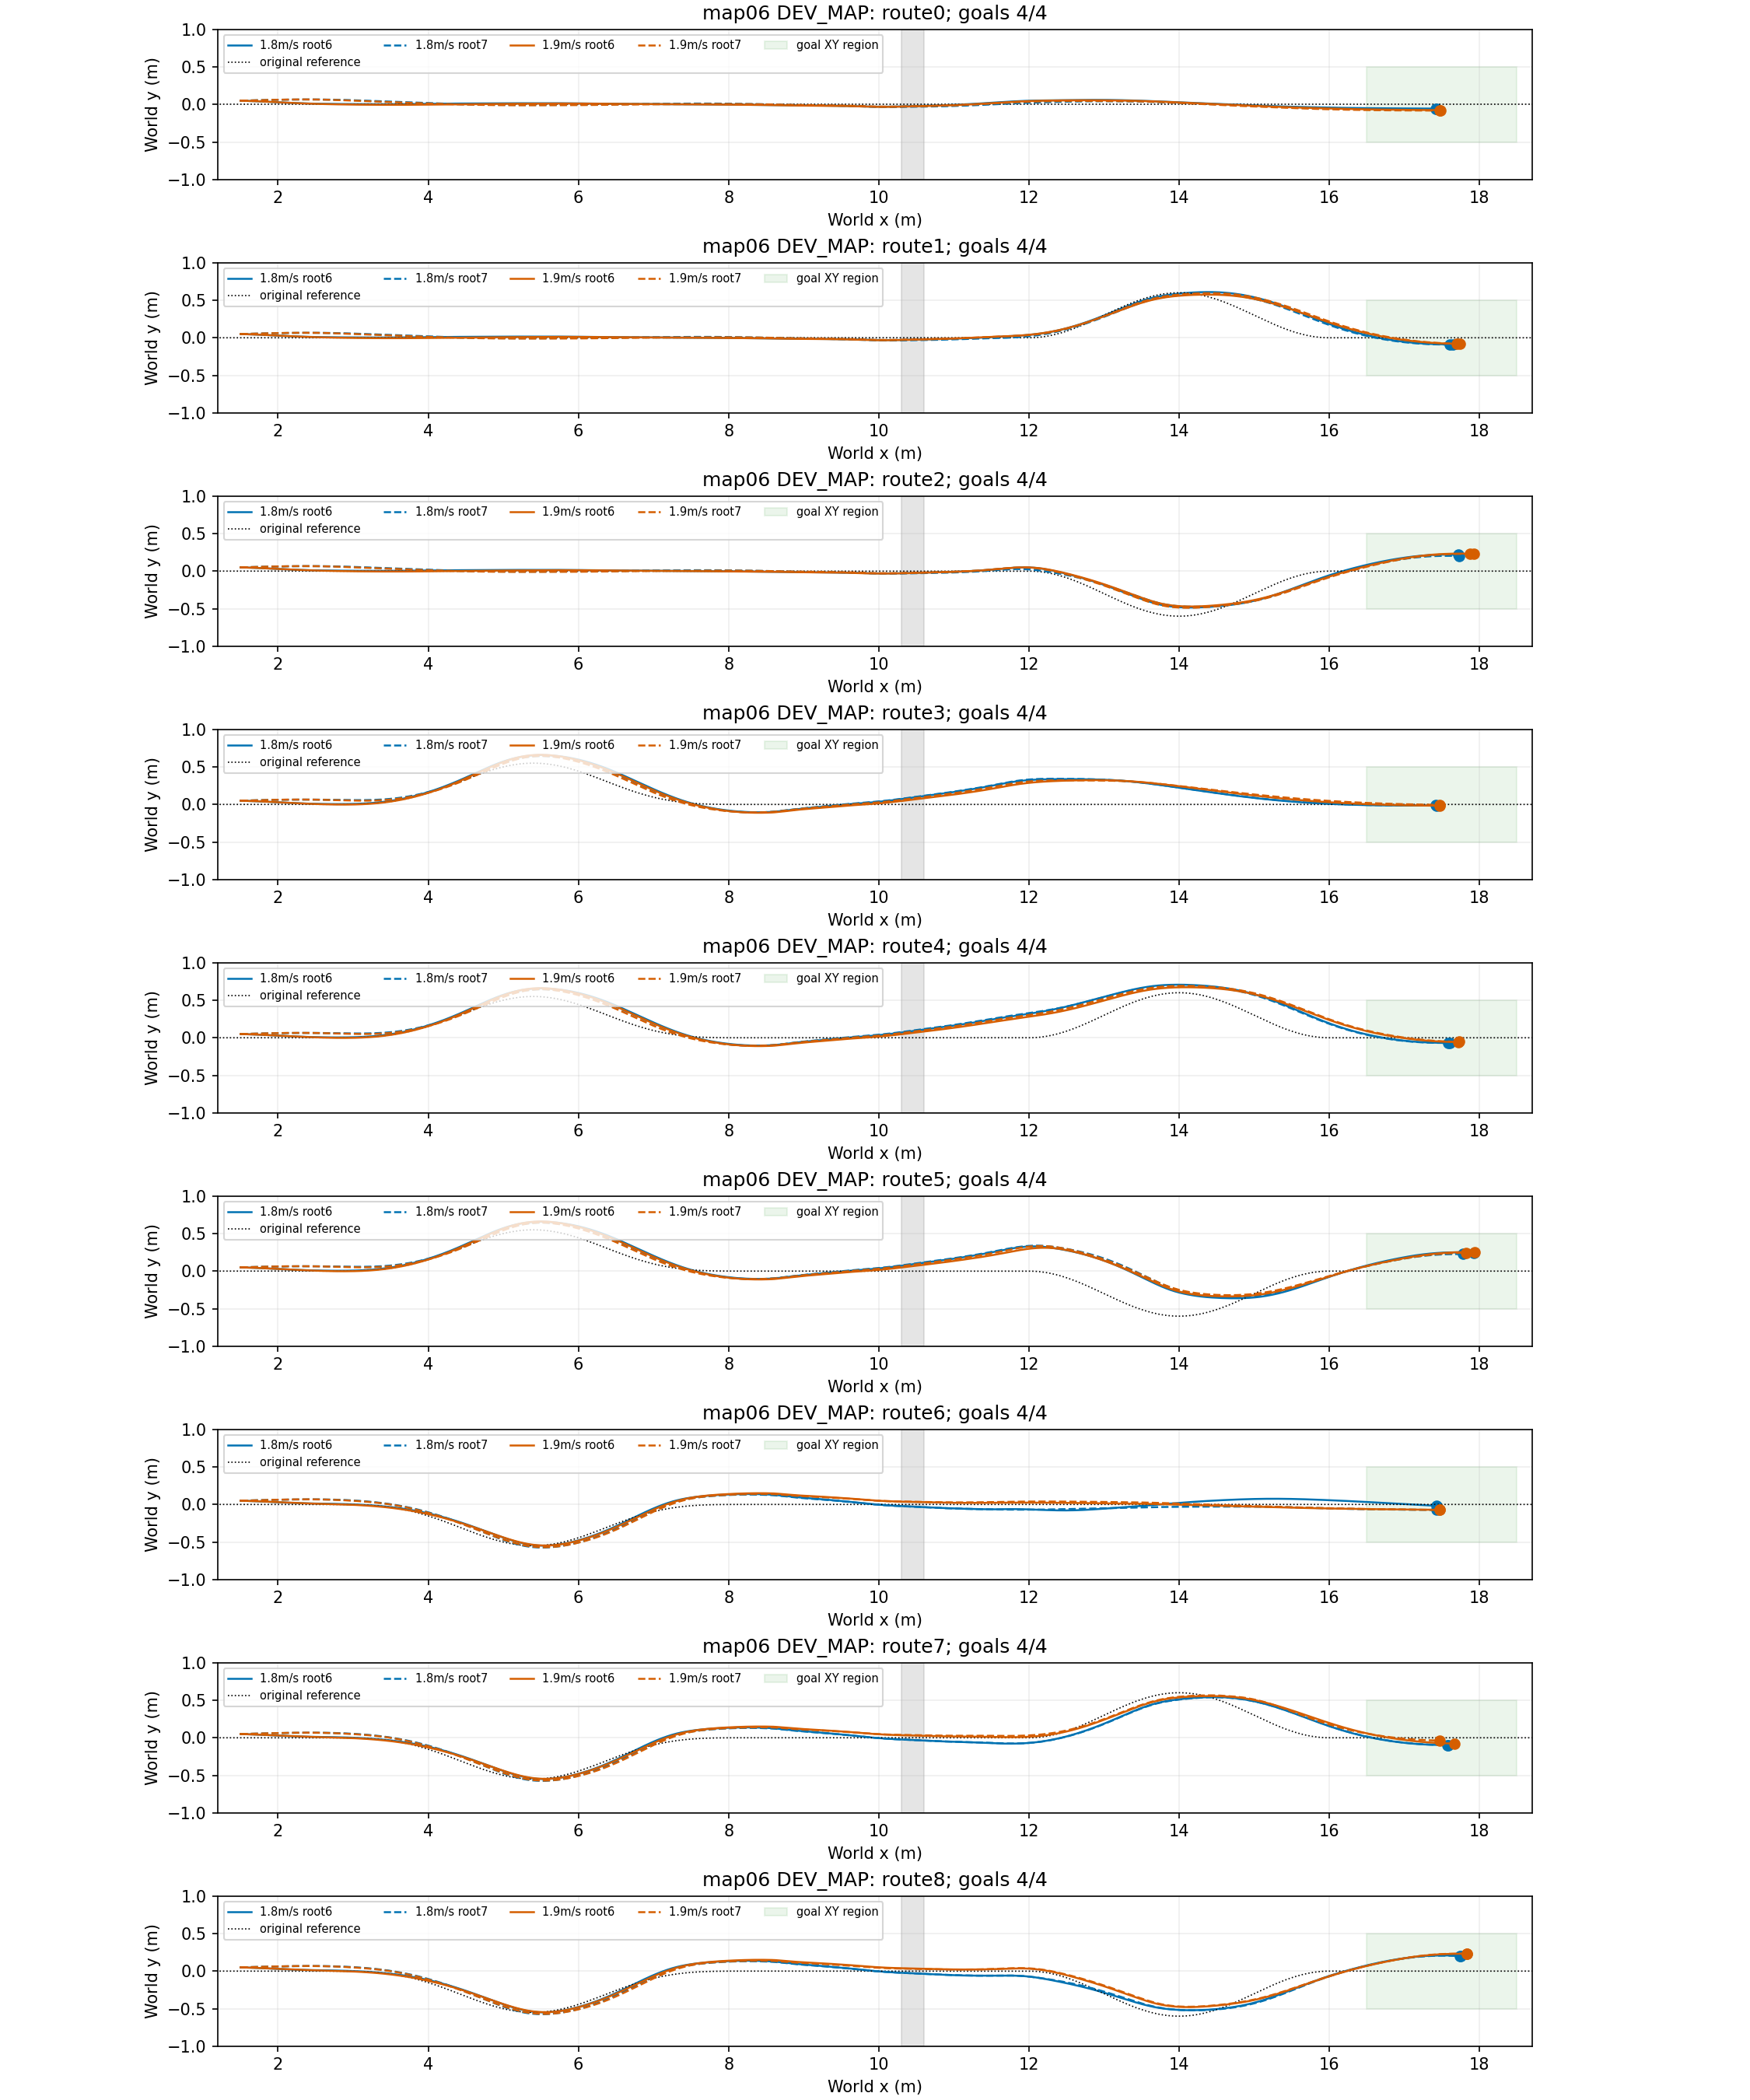 map06 DEV_MAP: route0; goals 4/4
1.8m/s root6 1.8m/s root7 1.9m/s root6 1.9m/s root7 goal XY region
original reference
World y (m)
1.0
0.5
0.0
−0.5
−1.0
2 4 6 8 10 12 14 16 18
World x (m)
map06 DEV_MAP: route1; goals 4/4
1.8m/s root6 1.8m/s root7 1.9m/s root6 1.9m/s root7 goal XY region
original reference
World y (m)
1.0
0.5
0.0
−0.5
−1.0
2 4 6 8 10 12 14 16 18
World x (m)
map06 DEV_MAP: route2; goals 4/4
1.8m/s root6 1.8m/s root7 1.9m/s root6 1.9m/s root7 goal XY region
original reference
World y (m)
1.0
0.5
0.0
−0.5
−1.0
2 4 6 8 10 12 14 16 18
World x (m)
map06 DEV_MAP: route3; goals 4/4
1.8m/s root6 1.8m/s root7 1.9m/s root6 1.9m/s root7 goal XY region
original reference
World y (m)
1.0
0.5
0.0
−0.5
−1.0
2 4 6 8 10 12 14 16 18
World x (m)
map06 DEV_MAP: route4; goals 4/4
1.8m/s root6 1.8m/s root7 1.9m/s root6 1.9m/s root7 goal XY region
original reference
World y (m)
1.0
0.5
0.0
−0.5
−1.0
2 4 6 8 10 12 14 16 18
World x (m)
map06 DEV_MAP: route5; goals 4/4
1.8m/s root6 1.8m/s root7 1.9m/s root6 1.9m/s root7 goal XY region
original reference
World y (m)
1.0
0.5
0.0
−0.5
−1.0
2 4 6 8 10 12 14 16 18
World x (m)
map06 DEV_MAP: route6; goals 4/4
1.8m/s root6 1.8m/s root7 1.9m/s root6 1.9m/s root7 goal XY region
original reference
World y (m)
1.0
0.5
0.0
−0.5
−1.0
2 4 6 8 10 12 14 16 18
World x (m)
map06 DEV_MAP: route7; goals 4/4
1.8m/s root6 1.8m/s root7 1.9m/s root6 1.9m/s root7 goal XY region
original reference
World y (m)
1.0
0.5
0.0
−0.5
−1.0
2 4 6 8 10 12 14 16 18
World x (m)
map06 DEV_MAP: route8; goals 4/4
1.8m/s root6 1.8m/s root7 1.9m/s root6 1.9m/s root7 goal XY region
original reference
World y (m)
1.0
0.5
0.0
−0.5
−1.0
2 4 6 8 10 12 14 16 18
World x (m)